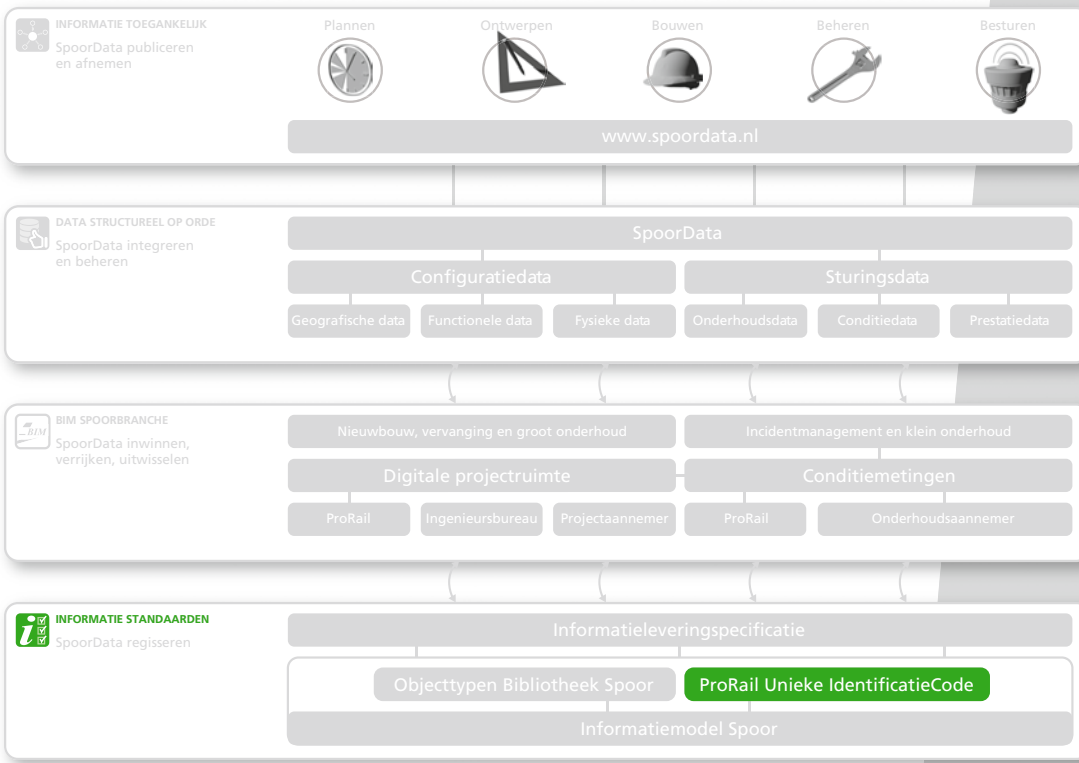 INFORMATIE TOEGANKELIJK
SpoorData publiceren
en afnemen
Plannen
Ontwerpen
Bouwen
Beheren
Besturen
www.spoordata.nl
DATA STRUCTUREEL OP ORDE
SpoorData integreren
en beheren
SpoorData
Configuratiedata
Sturingsdata
Geografische data
Functionele data
Fysieke data
Onderhoudsdata
Conditiedata
Prestatiedata
BIM
BIM SPOORBRANCHE
SpoorData inwinnen,
verrijken, uitwisselen
Nieuwbouw, vervanging en groot onderhoud
Incidentmanagement en klein onderhoud
Digitale projectruimte
Conditiemetingen
ProRail
Ingenieursbureau
Projectaannemer
ProRail
Onderhoudsaannemer
INFORMATIE STANDAARDEN
SpoorData regisseren
Informatieleveringspecificatie
Objecttypen Bibliotheek Spoor
ProRail Unieke IdentificatieCode
Informatiemodel Spoor